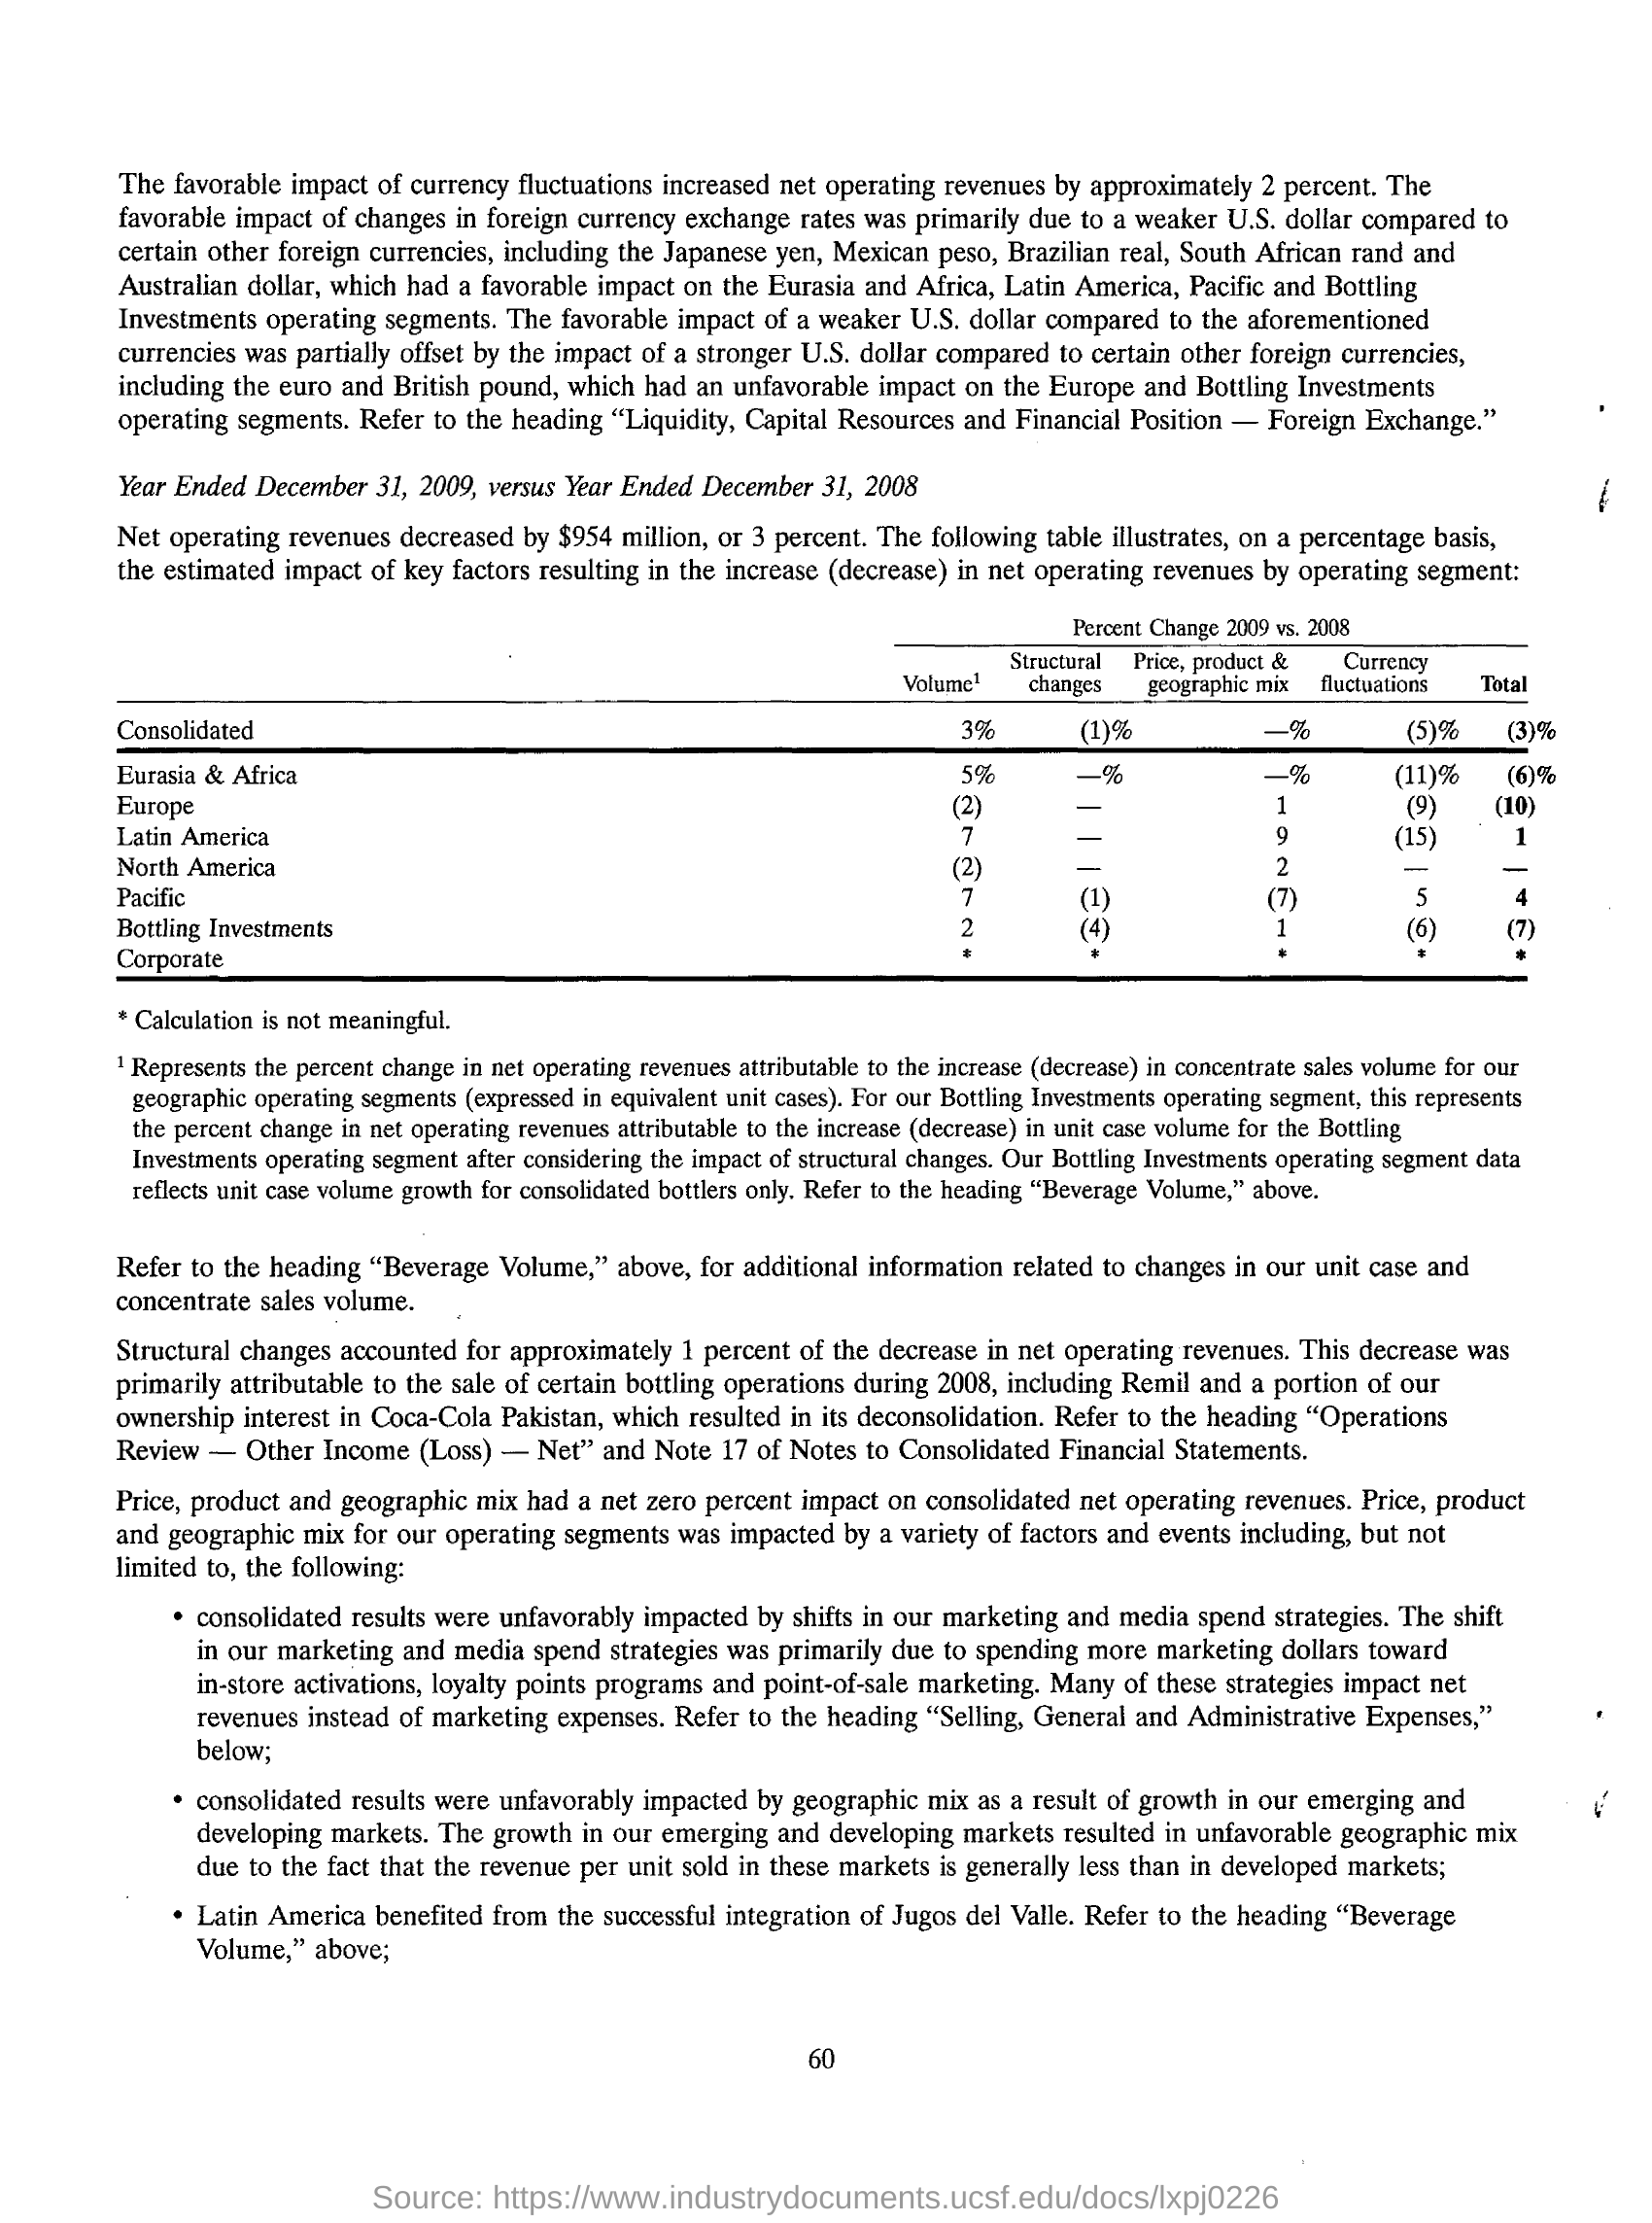 The favorable impact of currency fluctuations increased net operating revenues by approximately 2 percent. The
favorable impact of changes in foreign currency exchange rates was primarily due to a weaker U.S. dollar compared to
certain other foreign currencies, including the Japanese yen, Mexican peso, Brazilian real, South African rand and
Australian dollar, which had a favorable impact on the Eurasia and Africa, Latin America, Pacific and Bottling
Investments operating segments. The favorable impact of a weaker U.S. dollar compared to the aforementioned
currencies was partially offset by the impact of a stronger U.S. dollar compared to certain other foreign currencies,
including the euro and British pound, which had an unfavorable impact on the Europe and Bottling Investments
operating segments. Refer to the heading “Liquidity, Capital Resources and Financial Position — Foreign Exchange.”
Year Ended December 31, 2009, versus Year Ended December 31, 2008
Net operating revenues decreased by $954 million, or 3 percent. The following table illustrates, on a percentage basis,
the estimated impact of key factors resulting in the increase (decrease) in net operating revenues by operating segment:
Percent Change 2009 vs. 2008
Structural Price, product & Currency
Volume¹ changes geographic mix fluctuations Total
Consolidated 3% (1)% —% (5)% (3)%
Eurasia & Africa 5% —% —% (11)% (6)%
Europe (2) — 1 (9) (10)
Latin America 7 — 9 (15) 1
North America (2) — 2 — —
Pacific 7 (1) (7) 5 4
Bottling Investments 2 (4) 1 (6) (7)
Corporate * * * * *
* Calculation is not meaningful.
¹ Represents the percent change in net operating revenues attributable to the increase (decrease) in concentrate sales volume for our
geographic operating segments (expressed in equivalent unit cases). For our Bottling Investments operating segment, this represents
the percent change in net operating revenues attributable to the increase (decrease) in unit case volume for the Bottling
Investments operating segment after considering the impact of structural changes. Our Bottling Investments operating segment data
reflects unit case volume growth for consolidated bottlers only. Refer to the heading “Beverage Volume,” above.
Refer to the heading “Beverage Volume,” above, for additional information related to changes in our unit case and
concentrate sales volume.
Structural changes accounted for approximately 1 percent of the decrease in net operating revenues. This decrease was
primarily attributable to the sale of certain bottling operations during 2008, including Remil and a portion of our
ownership interest in Coca-Cola Pakistan, which resulted in its deconsolidation. Refer to the heading “Operations
Review — Other Income (Loss) — Net” and Note 17 of Notes to Consolidated Financial Statements.
Price, product and geographic mix had a net zero percent impact on consolidated net operating revenues. Price, product
and geographic mix for our operating segments was impacted by a variety of factors and events including, but not
limited to, the following:
• consolidated results were unfavorably impacted by shifts in our marketing and media spend strategies. The shift
in our marketing and media spend strategies was primarily due to spending more marketing dollars toward
in-store activations, loyalty points programs and point-of-sale marketing. Many of these strategies impact net
revenues instead of marketing expenses. Refer to the heading “Selling, General and Administrative Expenses,”
below;
• consolidated results were unfavorably impacted by geographic mix as a result of growth in our emerging and
developing markets. The growth in our emerging and developing markets resulted in unfavorable geographic mix
due to the fact that the revenue per unit sold in these markets is generally less than in developed markets;
• Latin America benefited from the successful integration of Jugos del Valle. Refer to the heading “Beverage
Volume,” above;
60
Source: https://www.industrydocuments.ucsf.edu/docs/lxpj0226